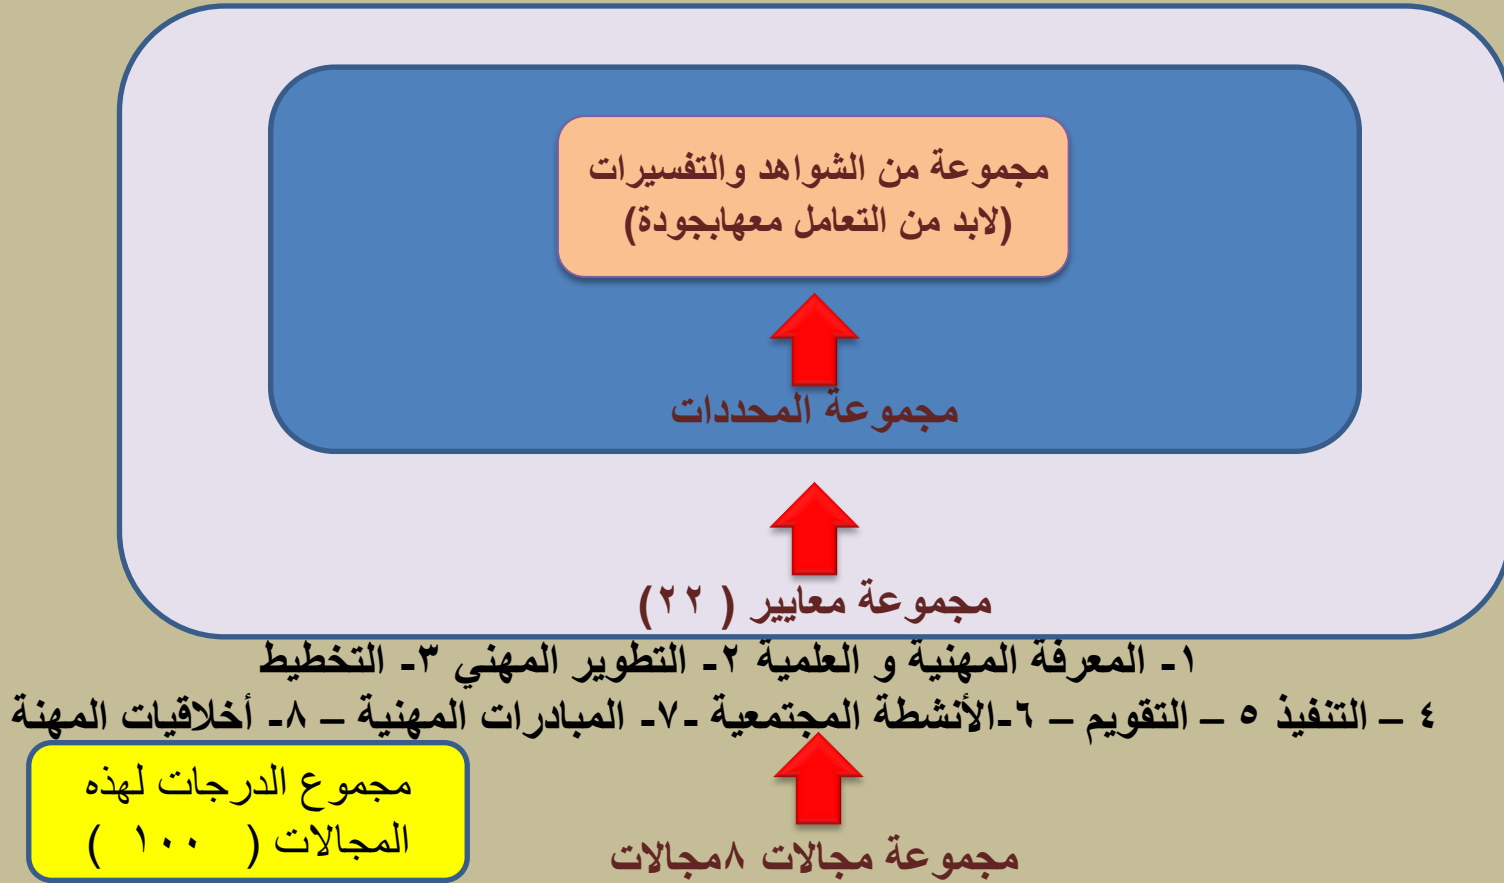 مجموعة من الشواهد والتفسيرات
(لابد من التعامل معهابجودة)
مجموعة المحددات
مجموعة معايير ( ٢٢)
١- المعرفة المهنية و العلمية ٢- التطوير المهني ٣- التخطيط
٤ – التنفيذ ٥ – التقويم – ٦-الأنشطة المجتمعية -٧- المبادرات المهنية – ٨- أخلاقيات المهنة
مجموع الدرجات لهذه
المجالات ( ١٠٠ )
مجموعة مجالات ٨مجالات